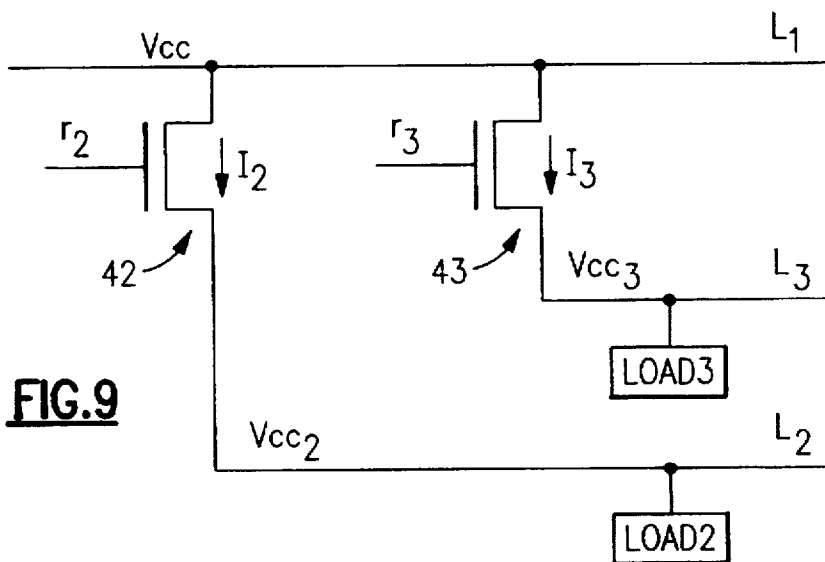 Vcc L1
r2 I2 r3 I3
42 43 Vcc3 L3
LOAD3
FIG.9
Vcc2 L2
LOAD2